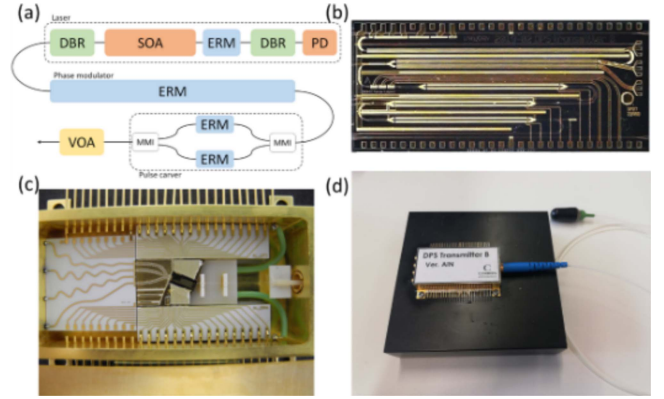 (a)
Laser
DBR SOA ERM DBR PD
Phase modulator
ERM
ERM
VOA MMI MMI
ERM
Pulse carver
(b)
(c)
(d)
DPS Transmitter B
Ver. AIN